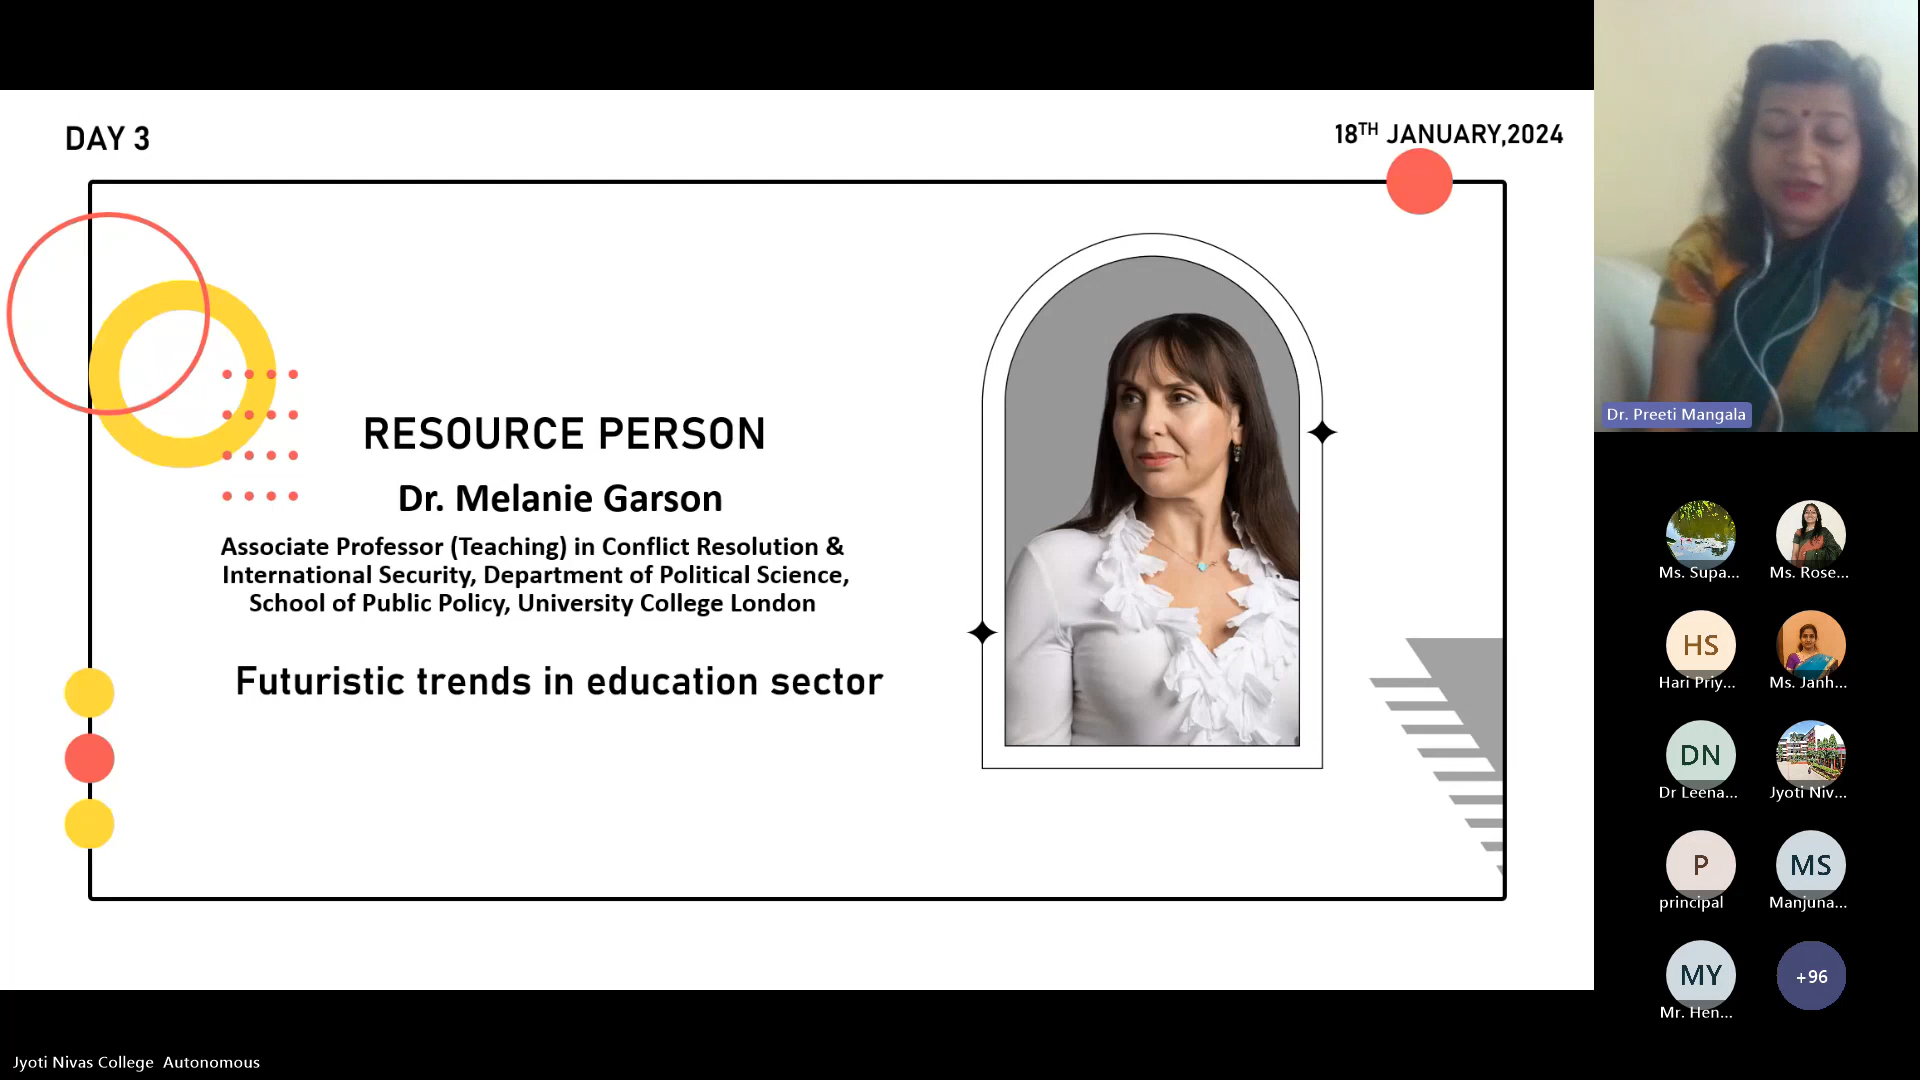 DAY 3
18TH JANUARY,2024
RESOURCE PERSON
Dr. Melanie Garson
Associate Professor (Teaching) in Conflict Resolution &
International Security, Department of Political Science,
School of Public Policy, University College London
Futuristic trends in education sector
Dr. Preeti Mangala
Ms. Supa...
Ms. Rose...
HS
Hari Priy...
Ms. Janh...
DN
Dr Leena...
Jyoti Niv...
P
principal
MS
Manjuna...
MY
Mr. Hen...
+96
Jyoti Nivas College Autonomous